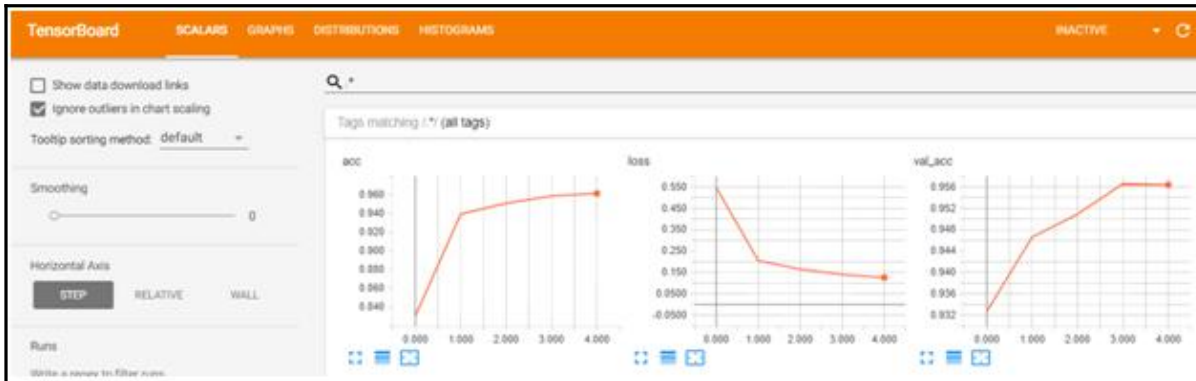 TensorBoard SCALARS GRAPHS DISTRIBUTIONS HISTOGRAMS INACTIVE
Show data download links
Ignore outliers in chart scaling
Tooltip sorting method: default
Smoothing
0
Horizontal Axis
STEP RELATIVE WALL
Runs
Write a regex to filter runs
.*
Tags matching /.*/ (all tags)
acc
0.960
0.940
0.920
0.900
0.880
0.860
0.840
0.000 1.000 2.000 3.000 4.000
loss
0.550
0.450
0.350
0.250
0.150
0.0500
-0.0500
0.000 1.000 2.000 3.000 4.000
val_acc
0.956
0.952
0.948
0.944
0.940
0.936
0.932
0.000 1.000 2.000 3.000 4.000